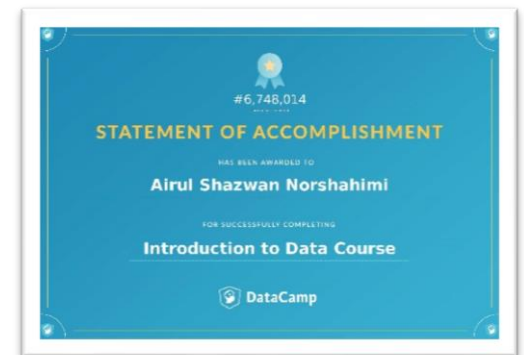 #6,748,014
STATEMENT OF ACCOMPLISHMENT
HAS BEEN AWARDED TO
Airul Shazwan Norshahimi
FOR SUCCESSFULLY COMPLETING
Introduction to Data Course
DataCamp